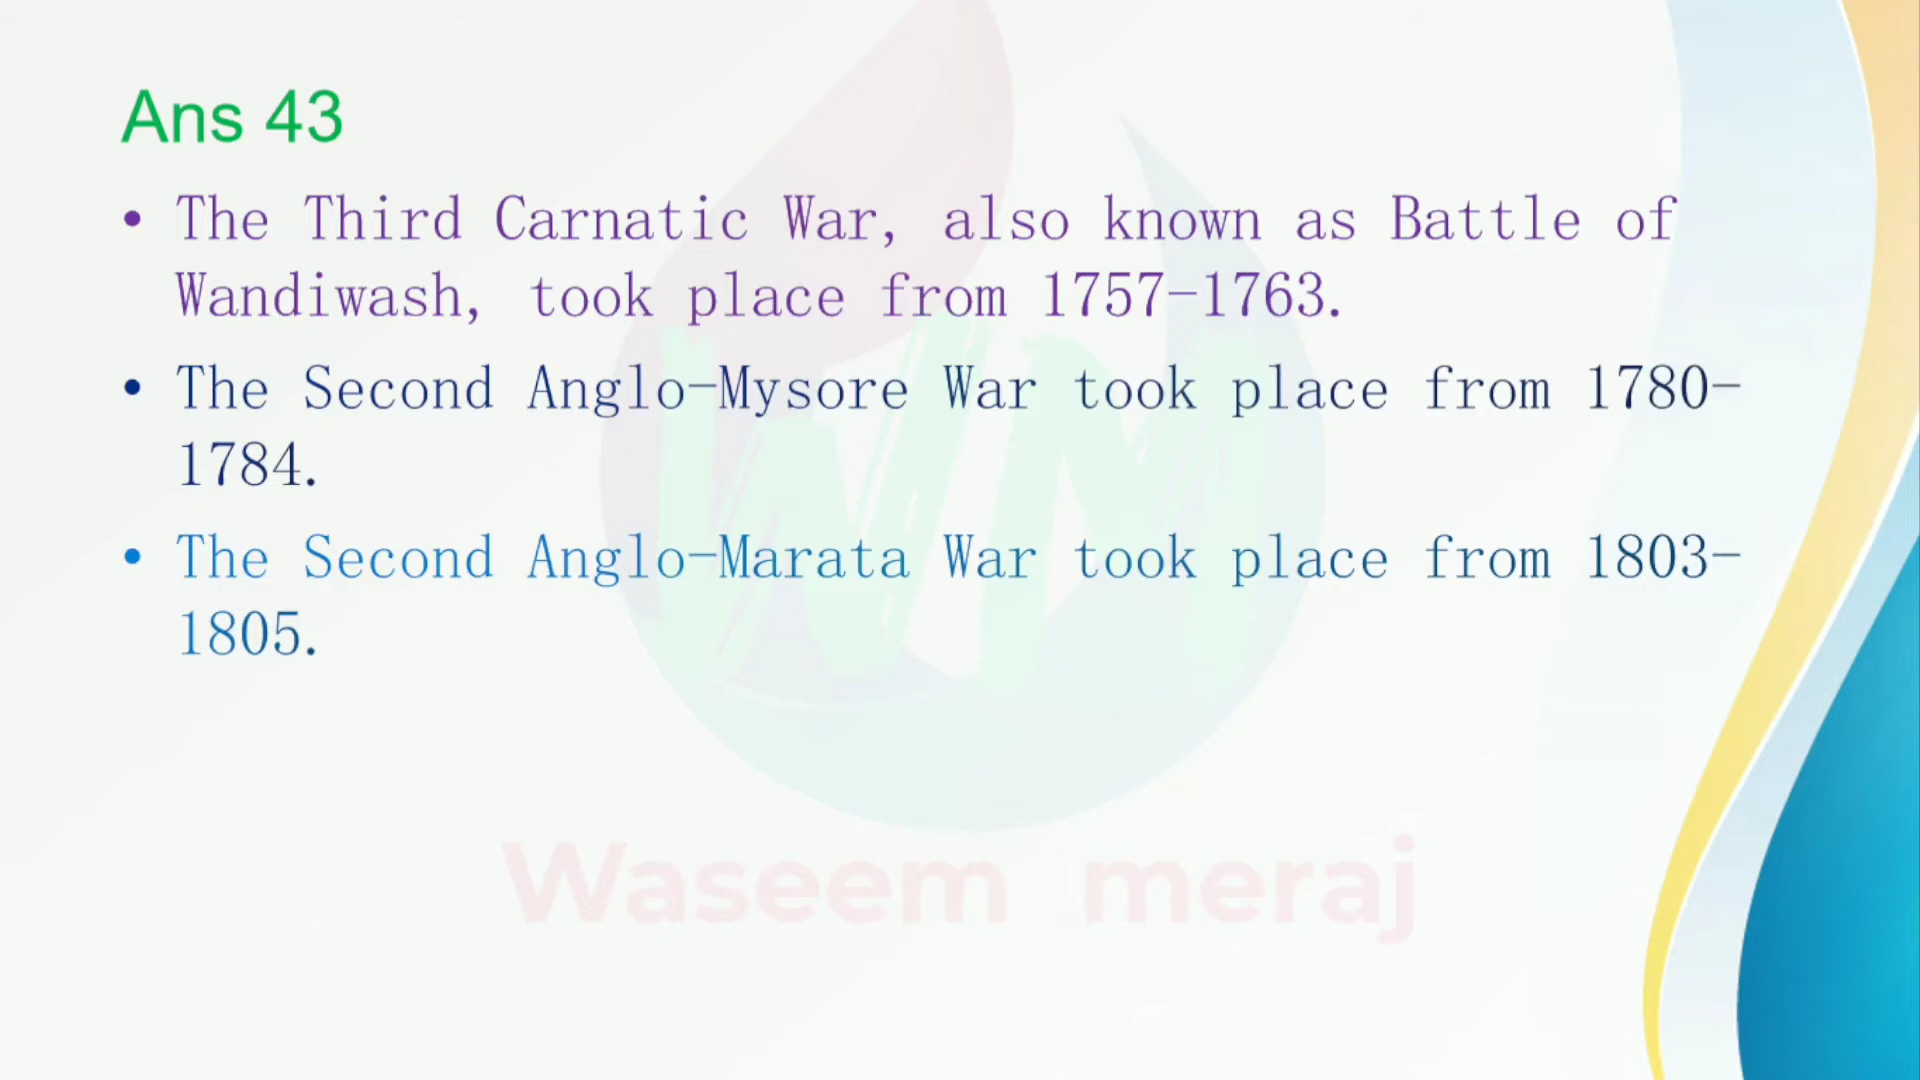 Ans 43
• The Third Carnatic War, also known as Battle of
Wandiwash, took place from 1757-1763.
• The Second Anglo-Mysore War took place from 1780-
1784.
• The Second Anglo-Marata War took place from 1803-
1805.
WM
Waseem meraj